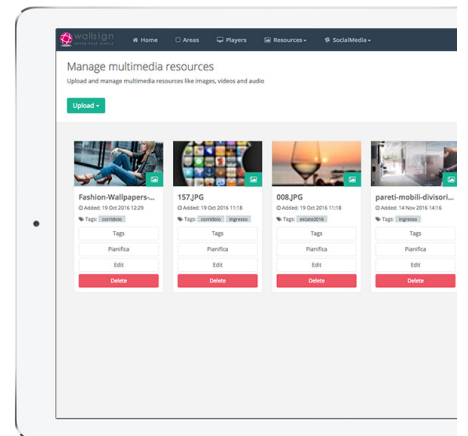 wallsign
Home Areas Players Resources SocialMedia
Manage multimedia resources
Upload and manage multimedia resources like images, videos and audio
Upload
Fashion-Wallpapers-... 157.JPG 008.JPG pareti-mobili-divisori...
Added: 19 Oct 2016 12:29 Added: 19 Oct 2016 11:18 Added: 19 Oct 2016 11:18 Added: 14 Nov 2016 14:16
Tags: corridoio Tags: corridoio ingresso Tags: estate2016 Tags: ingresso
Tags Tags Tags Tags
Pianifica Pianifica Pianifica Pianifica
Edit Edit Edit Edit
Delete Delete Delete Delete